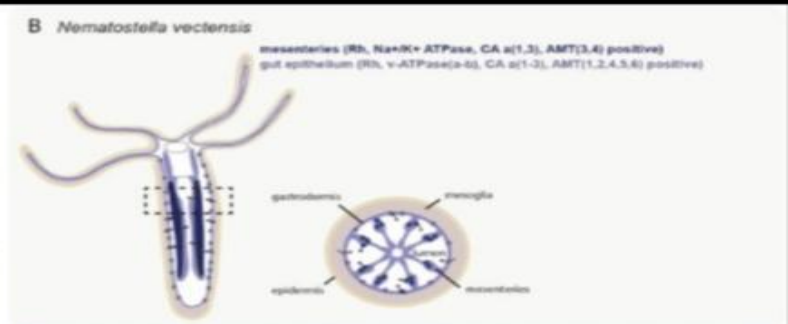 B Nematostella vectensis
mesenteries (Rh, Na+/K+ ATPase, CA a(1,3), AMT(3,4) positive)
gut epithelium (Rh, v-ATPase(a-b), CA a(1-3), AMT(1,2,4,5,6) positive)
gastrodermis
mesoglia
lumen
epidermis
mesenteries